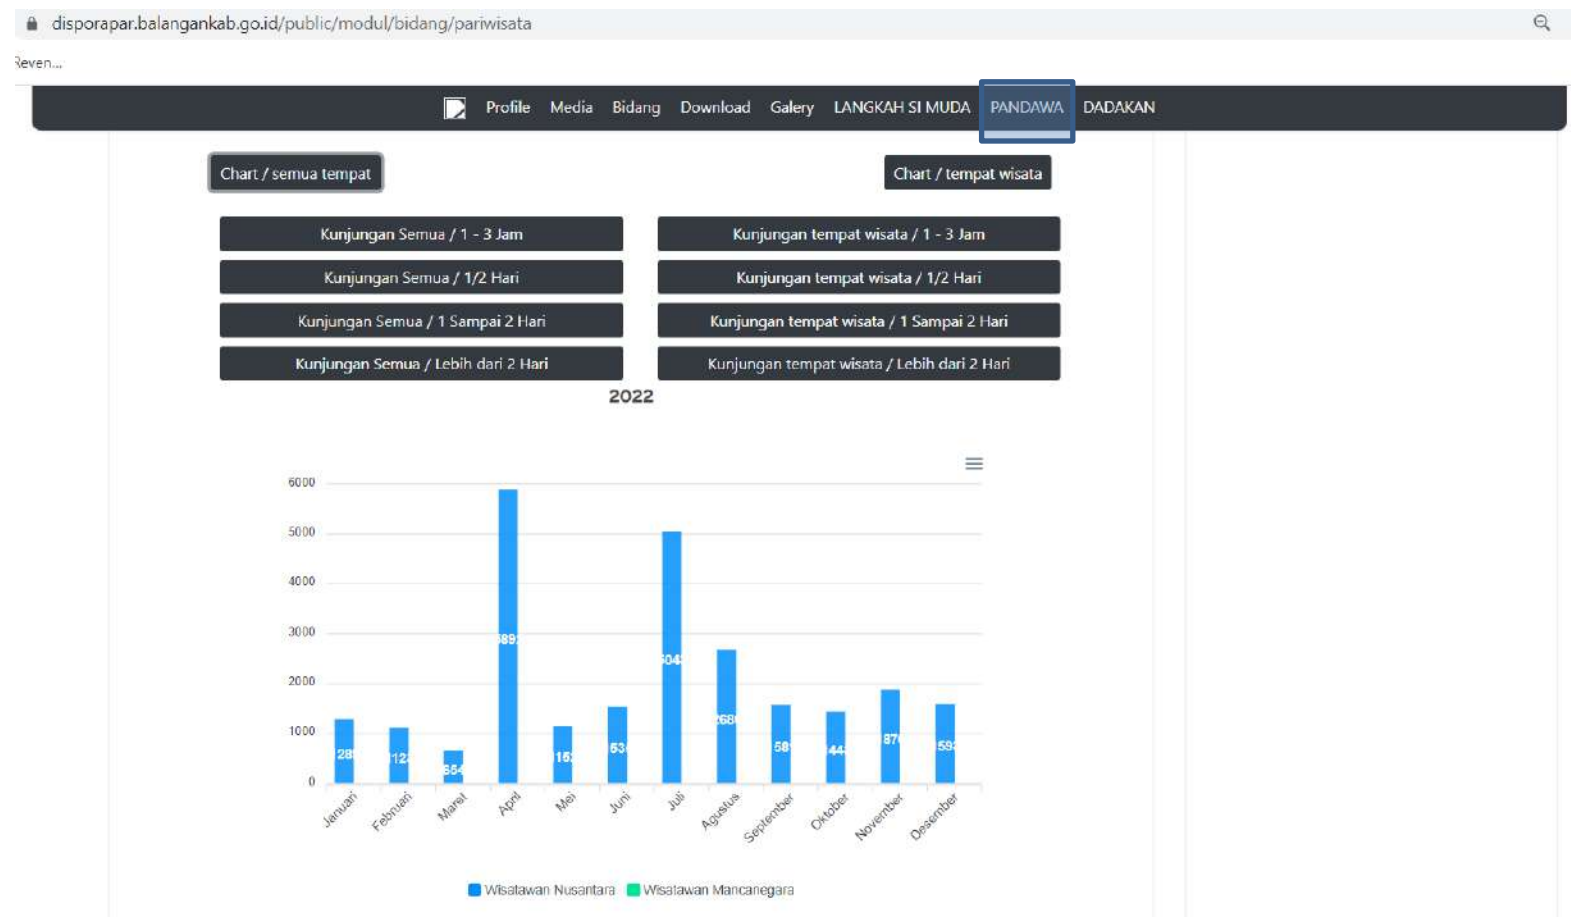 disporapar.balangankab.go.id/public/modul/bidang/pariwisata
Reven...
Profile Media Bidang Download Galery LANGKAH SI MUDA PANDAWA DADAKAN
Chart / semua tempat Chart / tempat wisata
Kunjungan Semua / 1 - 3 Jam Kunjungan tempat wisata / 1 - 3 Jam
Kunjungan Semua / 1/2 Hari Kunjungan tempat wisata / 1/2 Hari
Kunjungan Semua / 1 Sampai 2 Hari Kunjungan tempat wisata / 1 Sampai 2 Hari
Kunjungan Semua / Lebih dari 2 Hari Kunjungan tempat wisata / Lebih dari 2 Hari
2022
6000
5000
4000
3000
2000
1000
0
Januari Februari Maret April Mei Juni Juli Agustus September Oktober November Desember
Wisatawan Nusantara Wisatawan Mancanegara